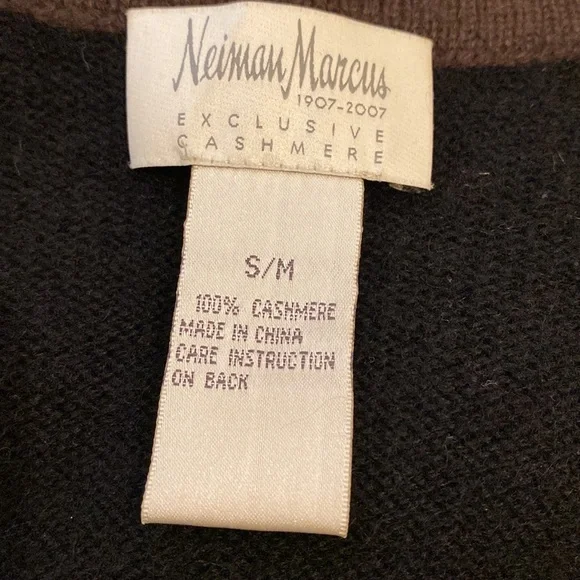 Neiman Marcus
1907-2007
EXCLUSIVE
CASHMERE
S/M
100% CASHMERE
MADE IN CHINA
CARE INSTRUCTION
ON BACK